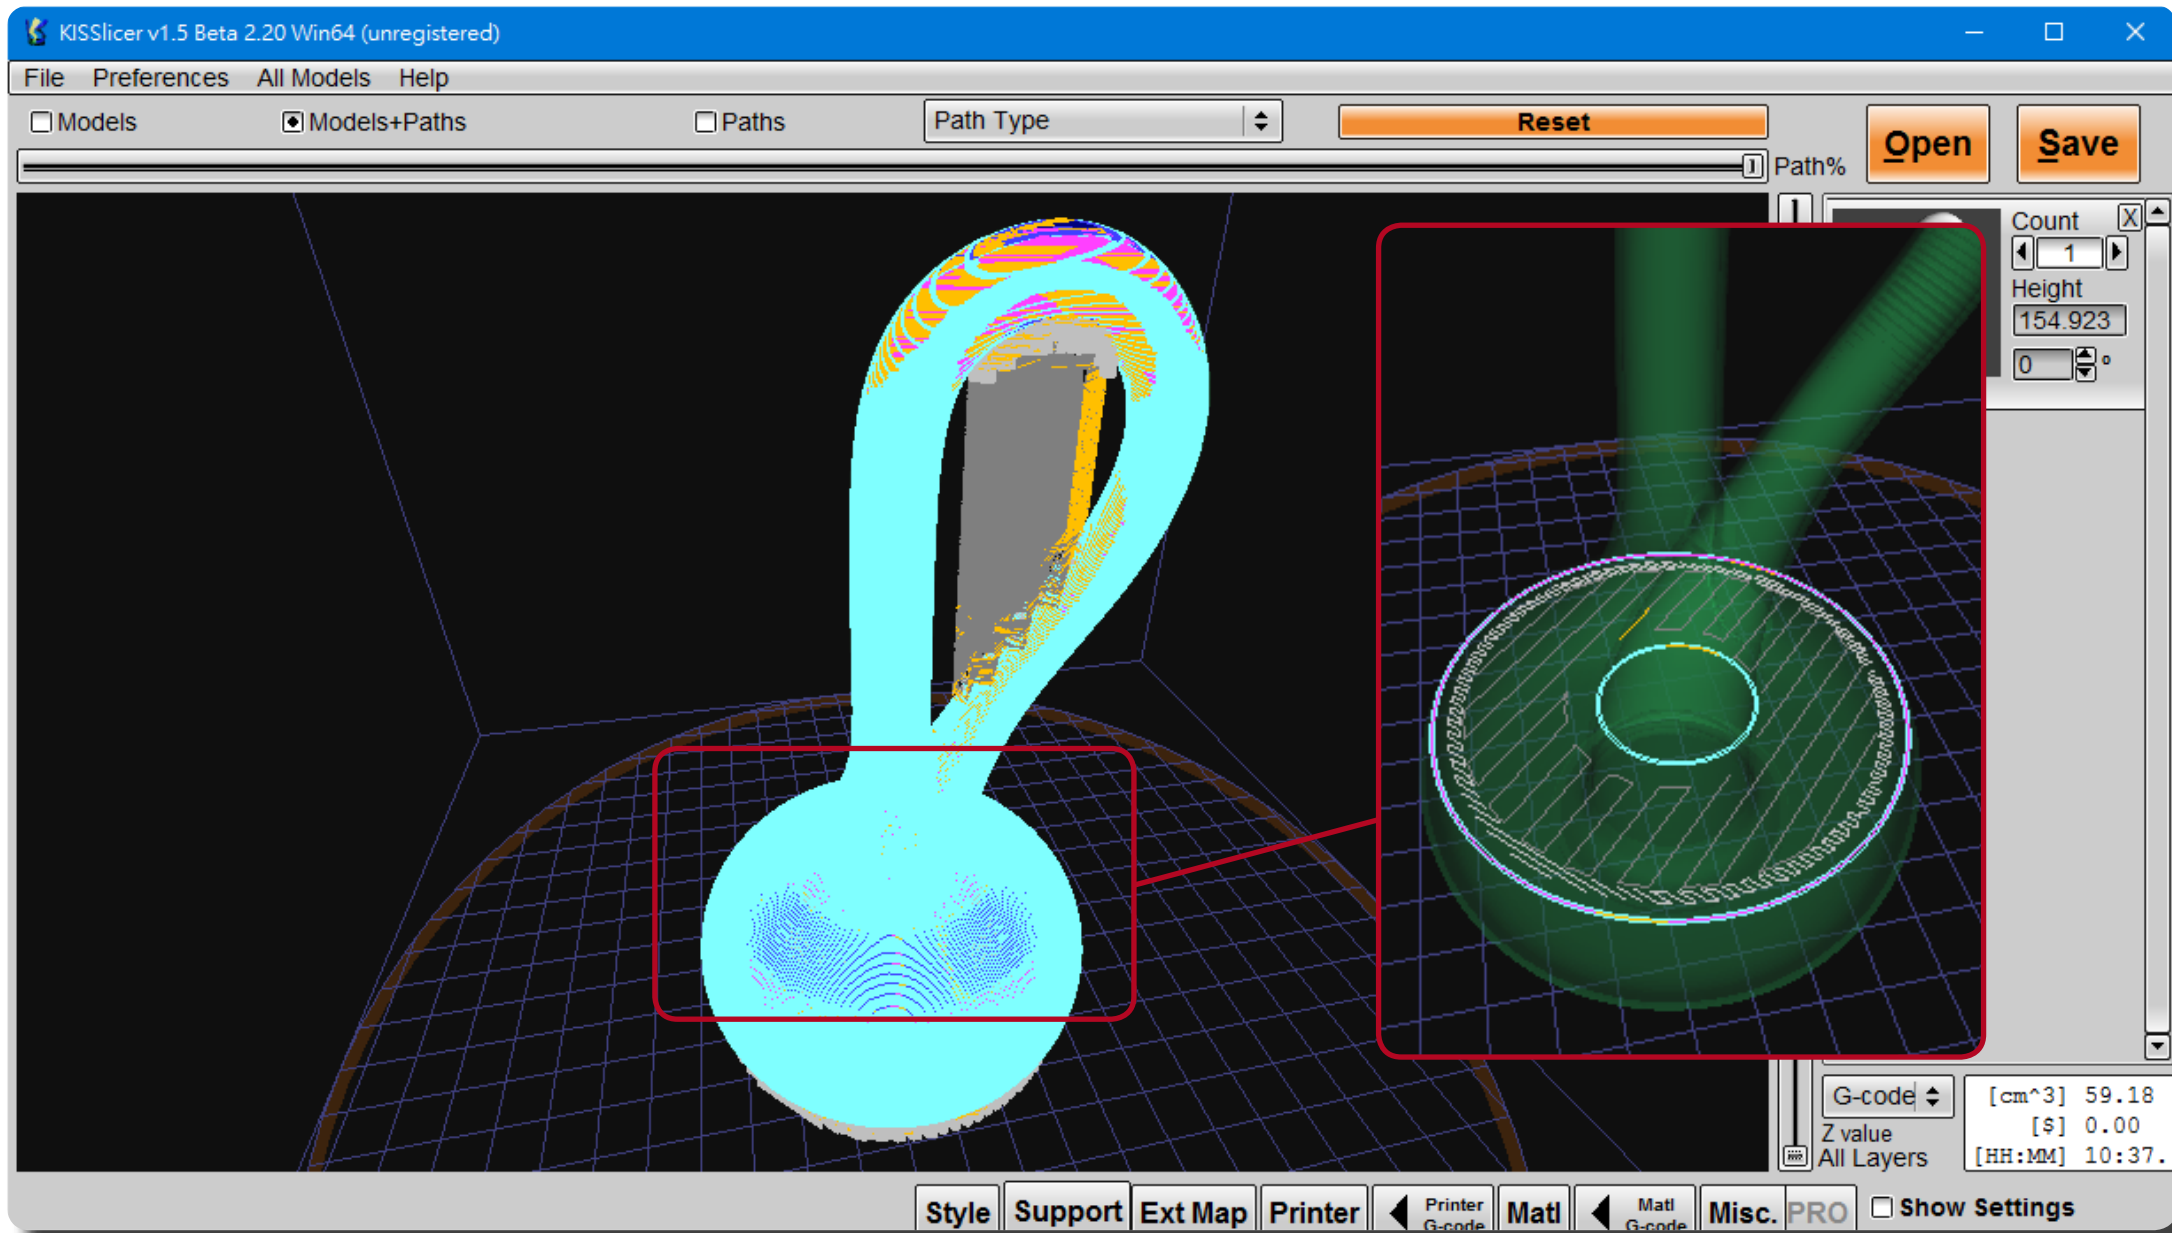 KISSlicer v1.5 Beta 2.20 Win64 (unregistered)
File Preferences All Models Help
Models Models+Paths Paths Path Type Reset Open Save
Path%
Count X
1
Height
154.923
0 °
G-code
Z value
All Layers
[cm^3] 59.18
[$] 0.00
[HH:MM] 10:37.
Style Support Ext Map Printer Printer G-code Matl Matl G-code Misc. PRO Show Settings